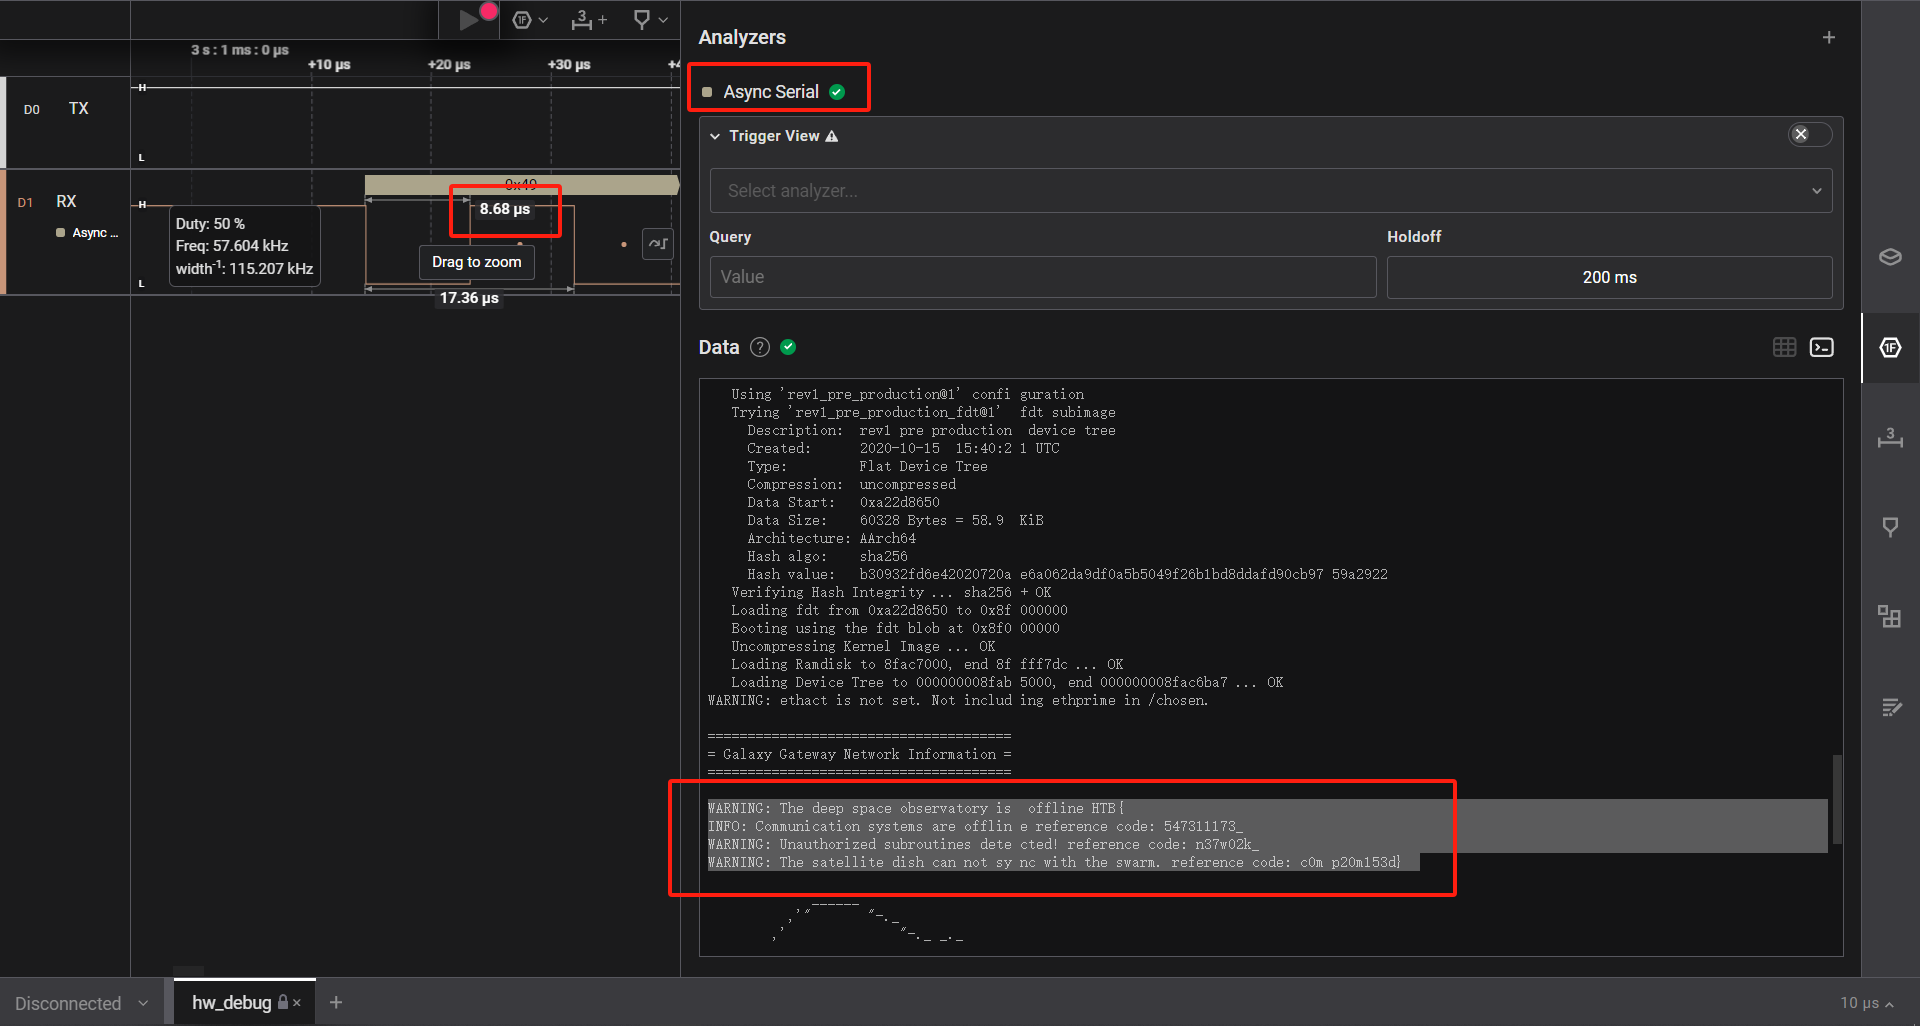 3 s : 1 ms : 0 µs
+10 µs
+20 µs
+30 µs
+4
D0 TX
H
L
D1 RX
Async ...
H
L
0x49
8.68 µs
Duty: 50 %
Freq: 57.604 kHz
width-1: 115.207 kHz
Drag to zoom
17.36 µs
1F
3 +
Analyzers
Async Serial
Trigger View
Select analyzer...
Query
Holdoff
Value
200 ms
Data
Using 'rev1_pre_production@1' confi guration
Trying 'rev1_pre_production_fdt@1' fdt subimage
Description: rev1 pre production device tree
Created: 2020-10-15 15:40:2 1 UTC
Type: Flat Device Tree
Compression: uncompressed
Data Start: 0xa22d8650
Data Size: 60328 Bytes = 58.9 KiB
Architecture: AArch64
Hash algo: sha256
Hash value: b30932fd6e42020720a e6a062da9df0a5b5049f26b1bd8ddafd90cb97 59a2922
Verifying Hash Integrity ... sha256 + OK
Loading fdt from 0xa22d8650 to 0x8f 000000
Booting using the fdt blob at 0x8f0 00000
Uncompressing Kernel Image ... OK
Loading Ramdisk to 8fac7000, end 8f fff7dc ... OK
Loading Device Tree to 000000008fab 5000, end 000000008fac6ba7 ... OK
WARNING: ethact is not set. Not includ ing ethprime in /chosen.
======================================
= Galaxy Gateway Network Information =
======================================
WARNING: The deep space observatory is offline HTB{
INFO: Communication systems are offlin e reference code: 547311173_
WARNING: Unauthorized subroutines dete cted! reference code: n37w02k_
WARNING: The satellite dish can not sy nc with the swarm. reference code: c0m p20m153d}
1F
3
Disconnected
hw_debug
10 µs